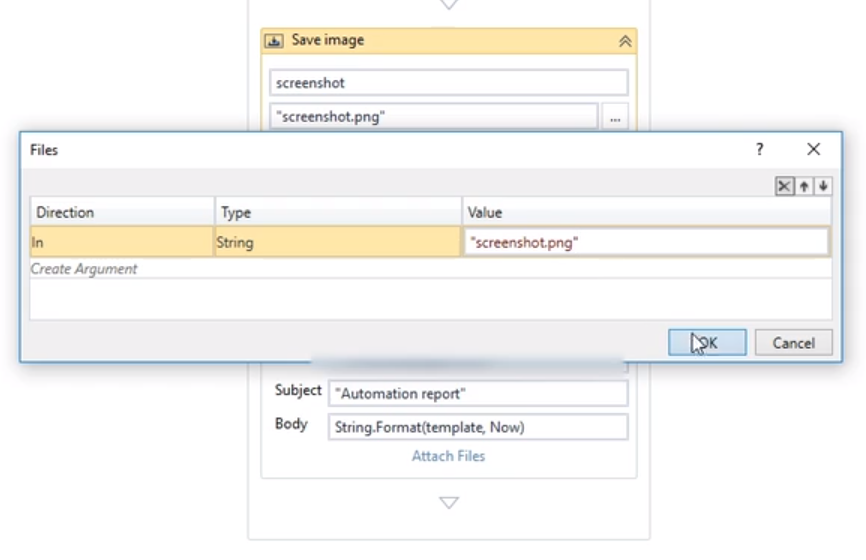 Save image
screenshot
"screenshot.png"
...
Files
?
Direction Type Value
In String "screenshot.png"
Create Argument
OK Cancel
Subject "Automation report"
Body String.Format(template, Now)
Attach Files